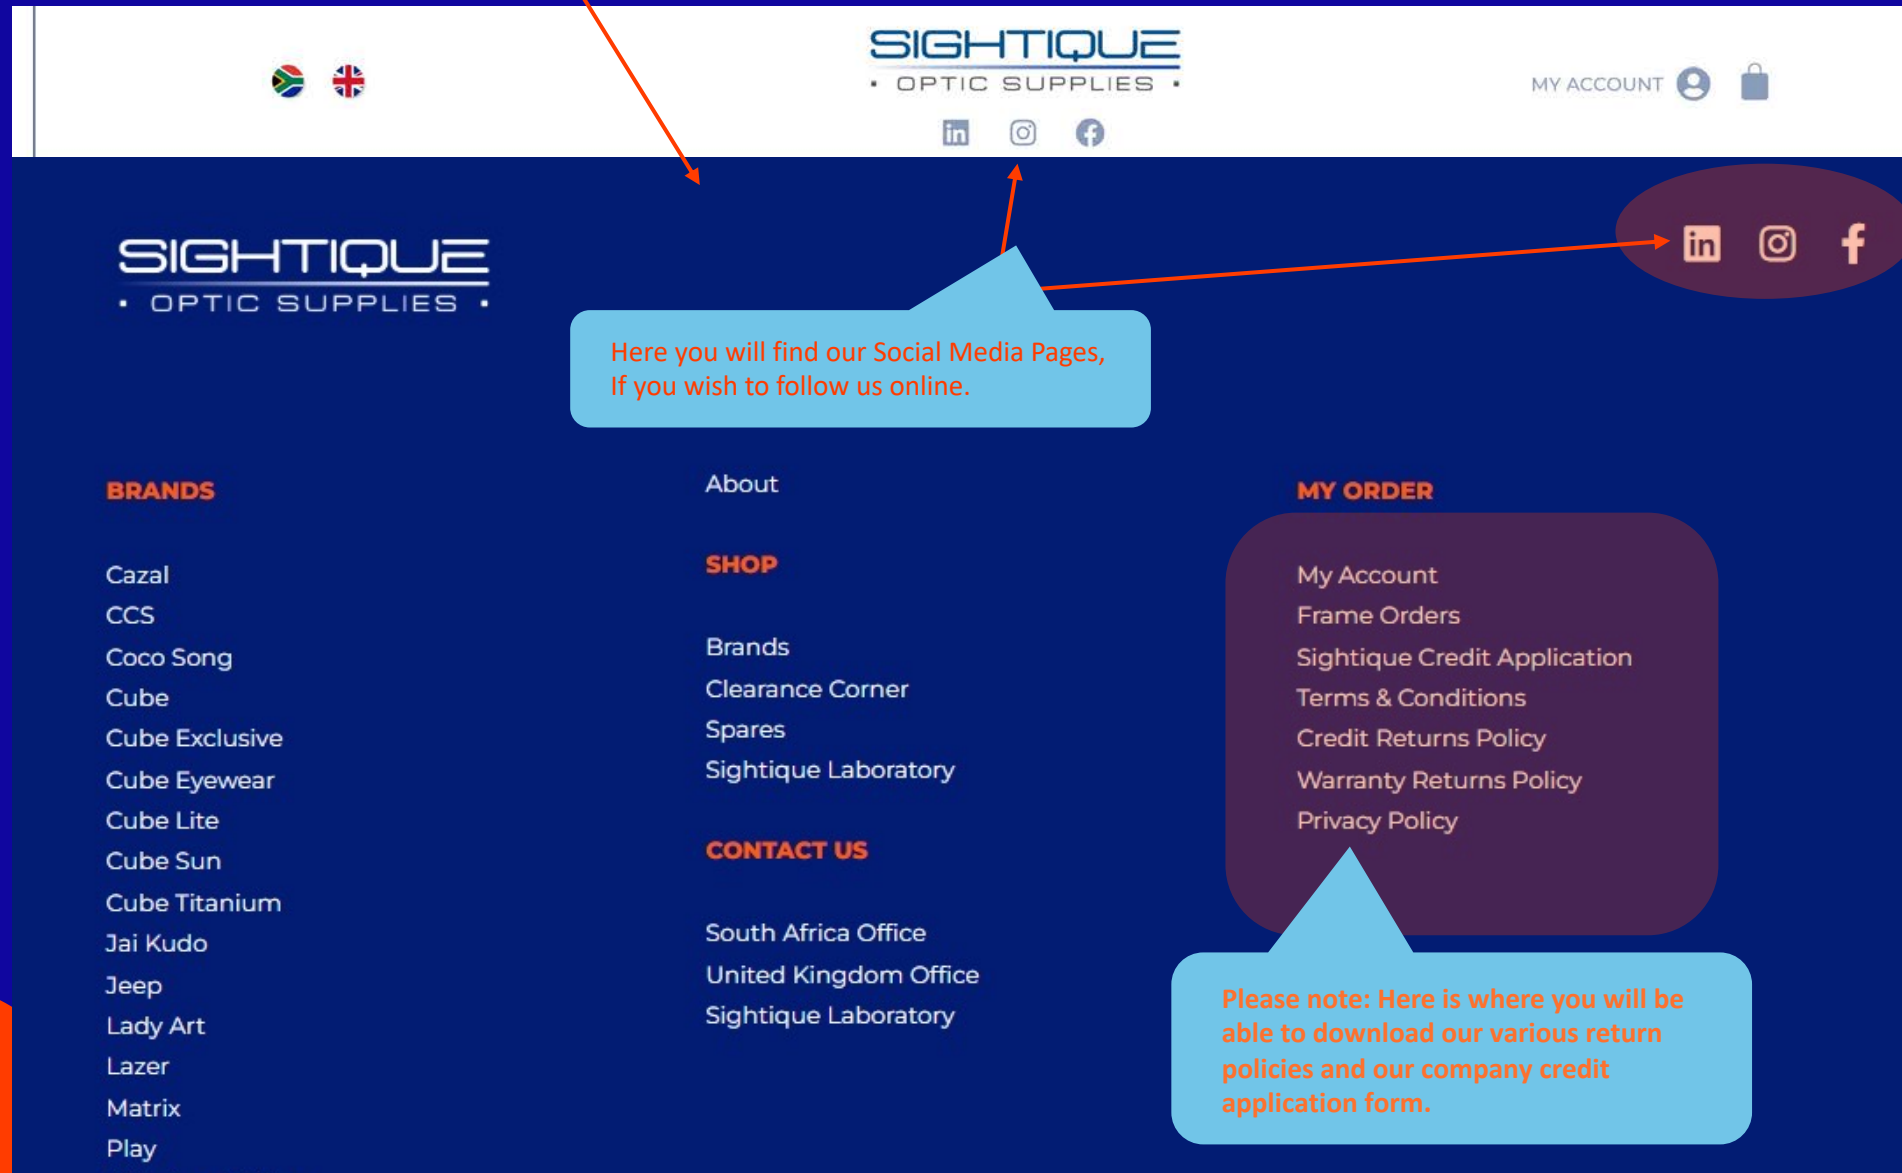 SIGHTIQUE
• OPTIC SUPPLIES •
MY ACCOUNT
SIGHTIQUE
• OPTIC SUPPLIES •
Here you will find our Social Media Pages,
If you wish to follow us online.
BRANDS
Cazal
CCS
Coco Song
Cube
Cube Exclusive
Cube Eyewear
Cube Lite
Cube Sun
Cube Titanium
Jai Kudo
Jeep
Lady Art
Lazer
Matrix
Play
About
SHOP
Brands
Clearance Corner
Spares
Sightique Laboratory
CONTACT US
South Africa Office
United Kingdom Office
Sightique Laboratory
MY ORDER
My Account
Frame Orders
Sightique Credit Application
Terms & Conditions
Credit Returns Policy
Warranty Returns Policy
Privacy Policy
Please note: Here is where you will be
able to download our various return
policies and our company credit
application form.